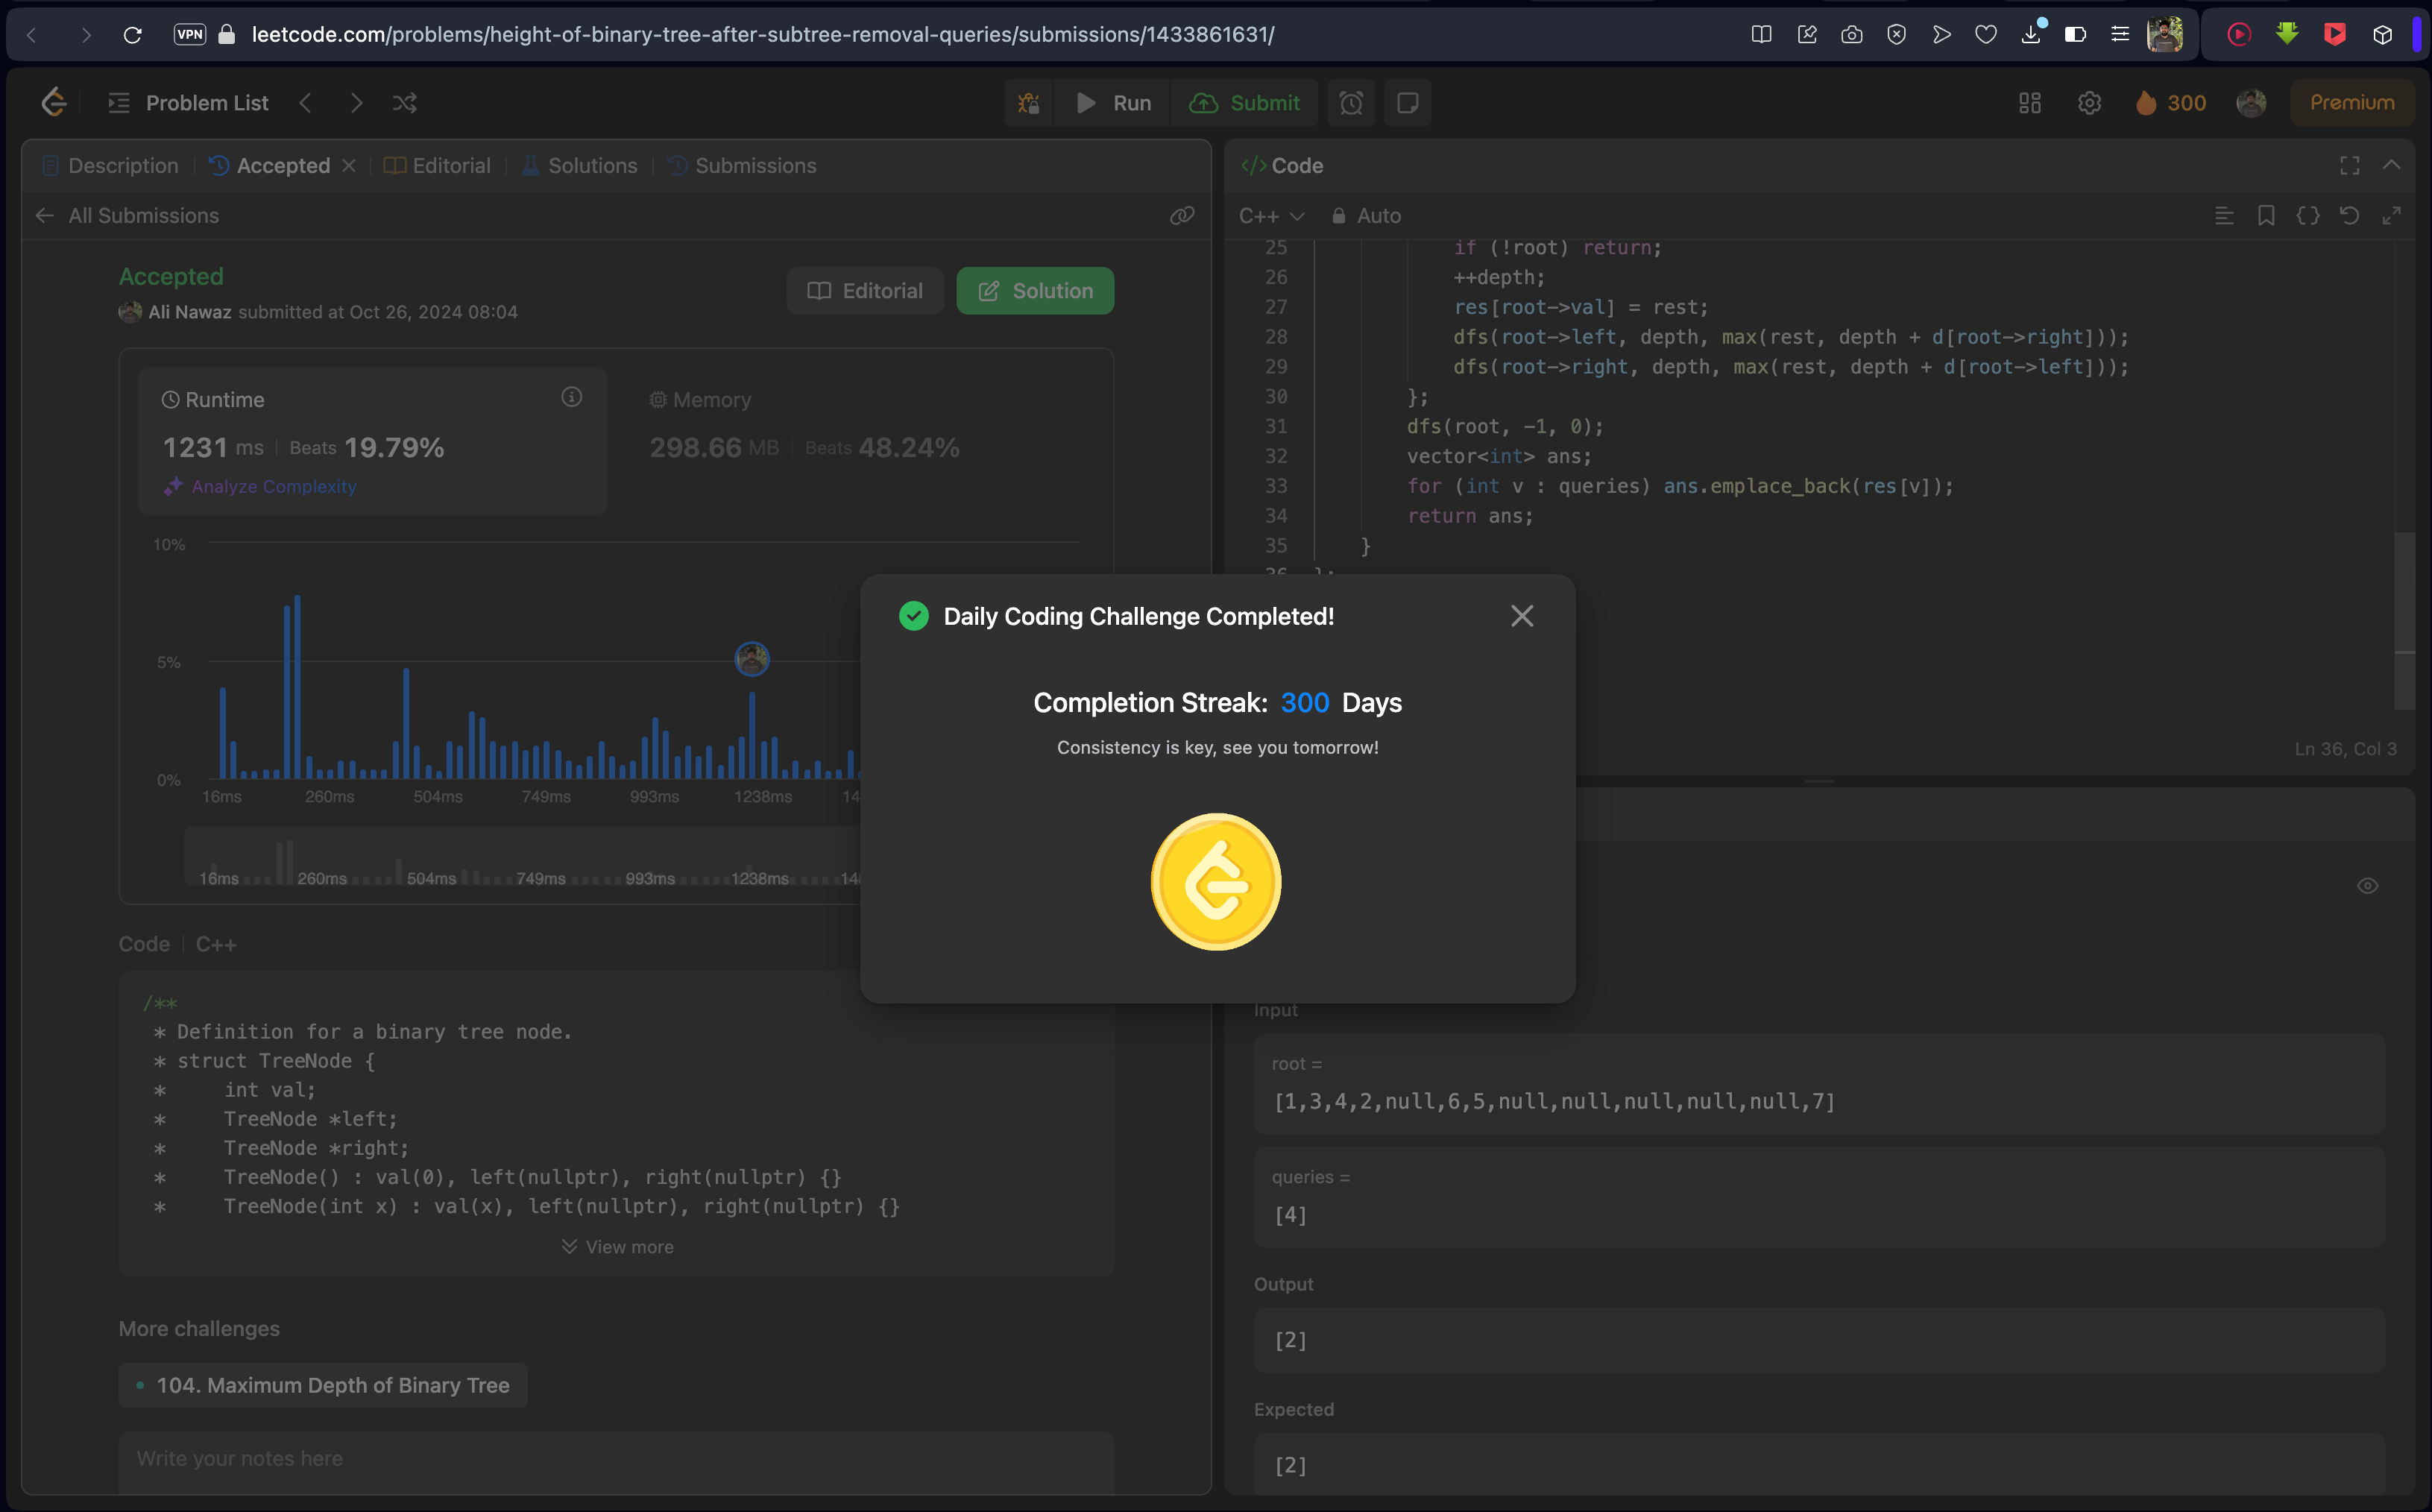 VPN leetcode.com/problems/height-of-binary-tree-after-subtree-removal-queries/submissions/1433861631/
Problem List
Run
Submit
300
Premium
Description
Accepted
Editorial
Solutions
Submissions
All Submissions
Accepted
Ali Nawaz submitted at Oct 26, 2024 08:04
Editorial
Solution
Runtime
1231 ms | Beats 19.79%
Analyze Complexity
Memory
298.66 MB | Beats 48.24%
10%
5%
0%
16ms 260ms 504ms 749ms 993ms 1238ms 14
16ms 260ms 504ms 749ms 993ms 1238ms 148
Code | C++
/**
* Definition for a binary tree node.
* struct TreeNode {
*     int val;
*     TreeNode *left;
*     TreeNode *right;
*     TreeNode() : val(0), left(nullptr), right(nullptr) {}
*     TreeNode(int x) : val(x), left(nullptr), right(nullptr) {}
View more
More challenges
104. Maximum Depth of Binary Tree
Write your notes here
</> Code
C++ Auto
25 if (!root) return;
26 ++depth;
27 res[root->val] = rest;
28 dfs(root->left, depth, max(rest, depth + d[root->right]));
29 dfs(root->right, depth, max(rest, depth + d[root->left]));
30 };
31 dfs(root, -1, 0);
32 vector<int> ans;
33 for (int v : queries) ans.emplace_back(res[v]);
34 return ans;
35 }
36 };
Ln 36, Col 3
Daily Coding Challenge Completed!
Completion Streak: 300 Days
Consistency is key, see you tomorrow!
Input
root =
[1,3,4,2,null,6,5,null,null,null,null,null,7]
queries =
[4]
Output
[2]
Expected
[2]